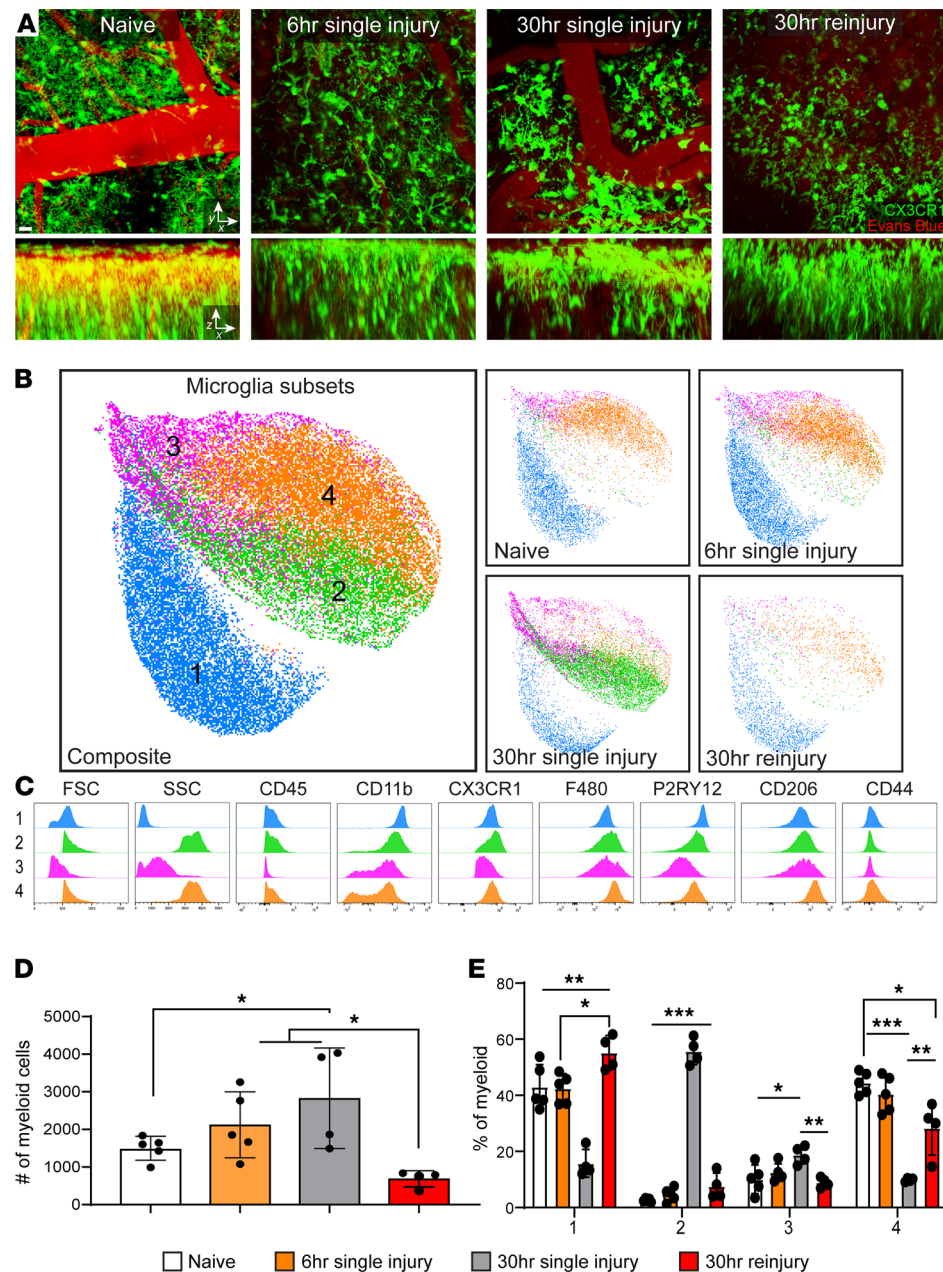 A
Naive
6hr single injury
30hr single injury
30hr reinjury
y
x
CX3CR1
Evans Blue
z
x
B
Microglia subsets
3
4
2
1
Composite
Naive
6hr single injury
30hr single injury
30hr reinjury
C
FSC SSC CD45 CD11b CX3CR1 F480 P2RY12 CD206 CD44
1
2
3
4
D
# of myeloid cells
5000
4000
3000
2000
1000
0
*
*
E
% of myeloid
80
60
40
20
0
**
*
***
*
**
*
***
**
1 2 3 4
Naive 6hr single injury 30hr single injury 30hr reinjury